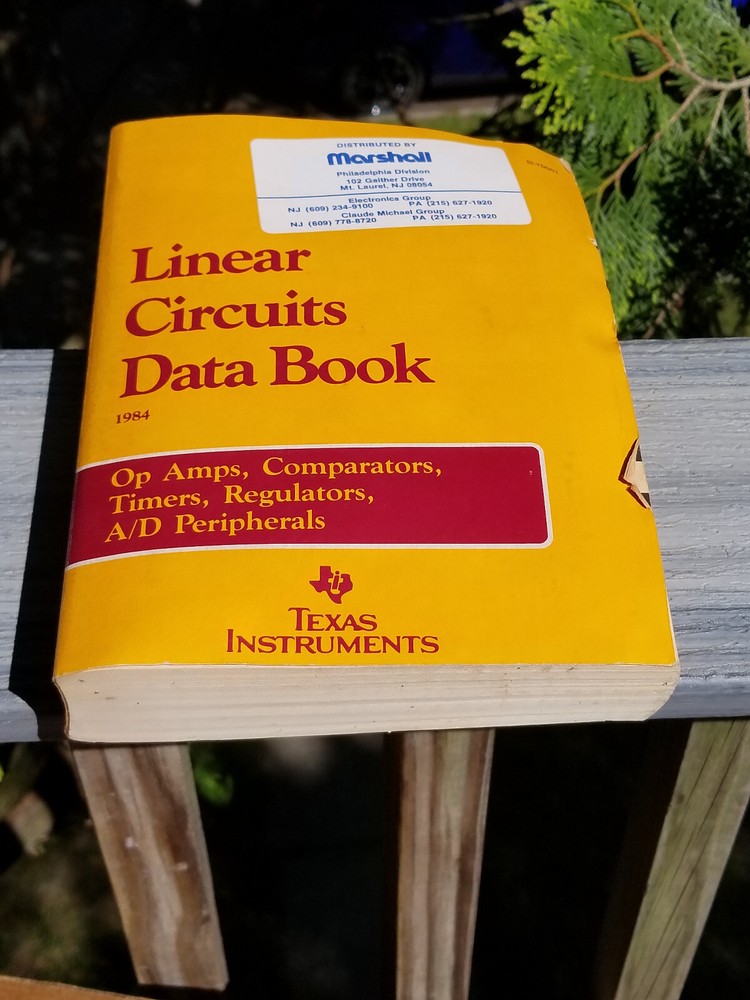 DISTRIBUTED BY
Marshall
Philadelphia Division
102 Gaither Drive
Mt. Laurel, NJ 08054
Electronics Group
NJ (609) 234-9100 PA (215) 627-1920
Claude Michael Group
NJ (609) 778-8720 PA (215) 627-1920
Linear
Circuits
Data Book
1984
Op Amps, Comparators,
Timers, Regulators,
A/D Peripherals
TEXAS
INSTRUMENTS